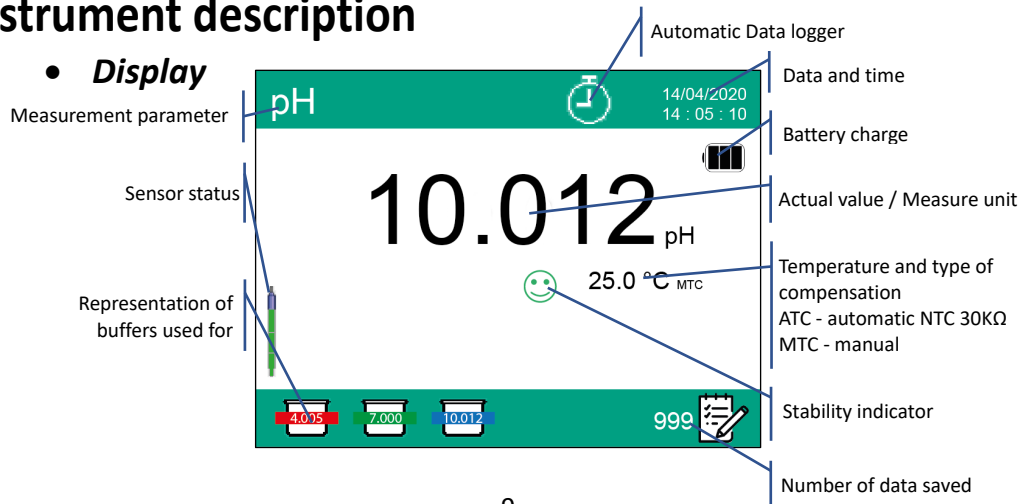 strument description
• Display
Automatic Data logger
Data and time
Measurement parameter
pH
14/04/2020
14 : 05 : 10
Battery charge
Sensor status
10.012 pH
Actual value / Measure unit
25.0 °C MTC
Temperature and type of
compensation
ATC - automatic NTC 30KΩ
MTC - manual
Representation of
buffers used for
4.005 7.000 10.012
999
Stability indicator
Number of data saved